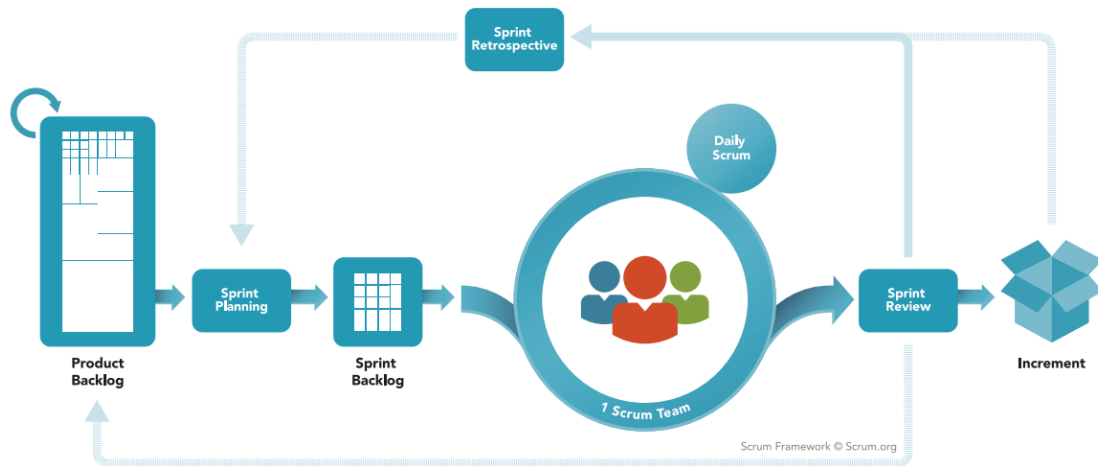 Sprint
Retrospective
Daily
Scrum
Sprint
Planning
Sprint
Review
Product
Backlog
Sprint
Backlog
1 Scrum Team
Increment
Scrum Framework © Scrum.org